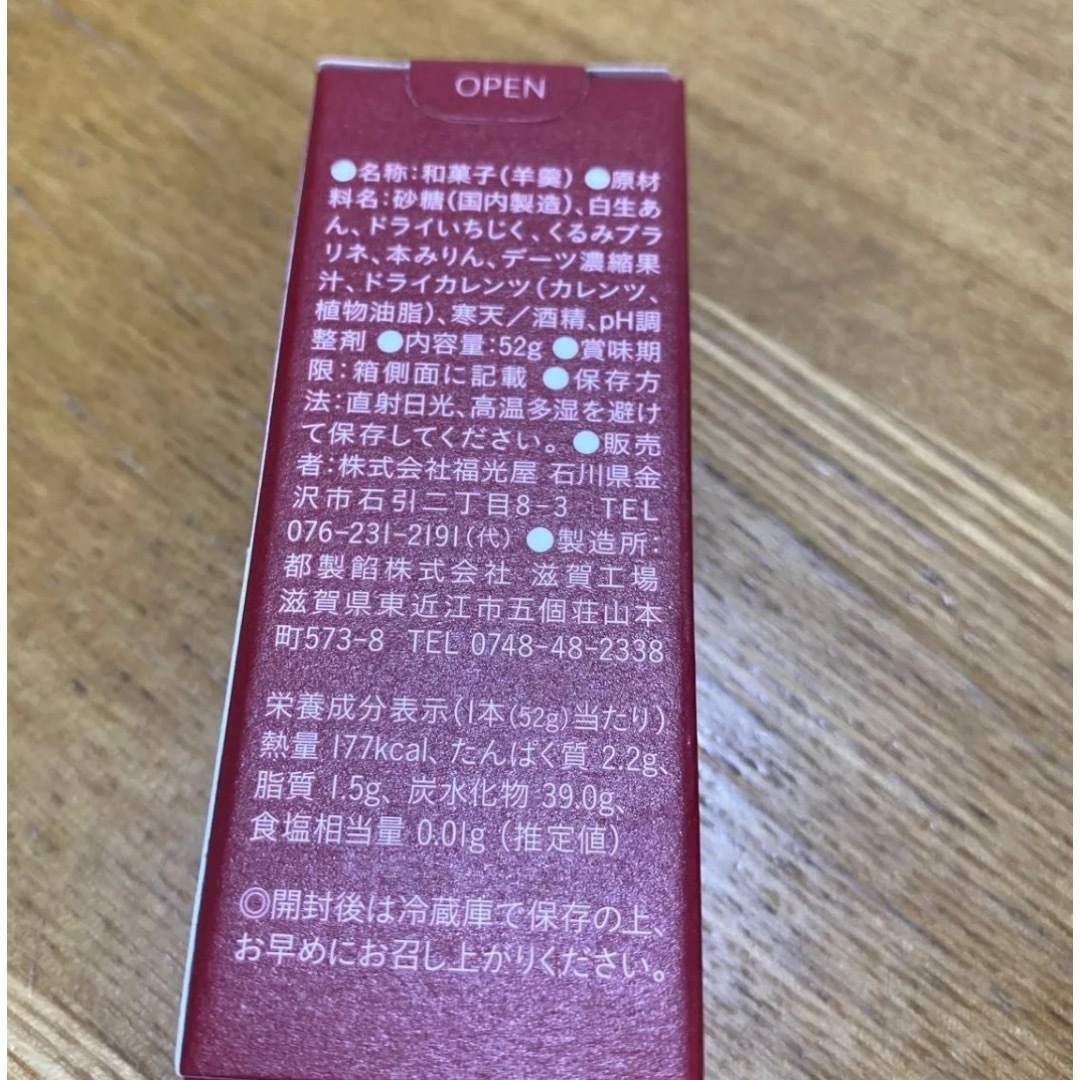 OPEN
●名称:和菓子(羊羹) ●原材
料名:砂糖(国内製造)、白生あ
ん、ドライいちじく、くるみプラ
リネ、本みりん、デーツ濃縮果
汁、ドライカレンツ(カレンツ、
植物油脂)、寒天／酒精、pH調
整剤 ●内容量:52g ●賞味期
限:箱側面に記載 ●保存方
法:直射日光、高温多湿を避け
て保存してください。 ●販売
者:株式会社福光屋 石川県金
沢市石引二丁目8-3 TEL
076-231-2191(代) ●製造所:
都製餡株式会社 滋賀工場
滋賀県東近江市五個荘山本
町573-8 TEL 0748-48-2338
栄養成分表示(1本(52g)当たり)
熱量 177kcal、たんぱく質 2.2g、
脂質 1.5g、炭水化物 39.0g、
食塩相当量 0.01g (推定値)
◎開封後は冷蔵庫で保存の上、
お早めにお召し上がりください。